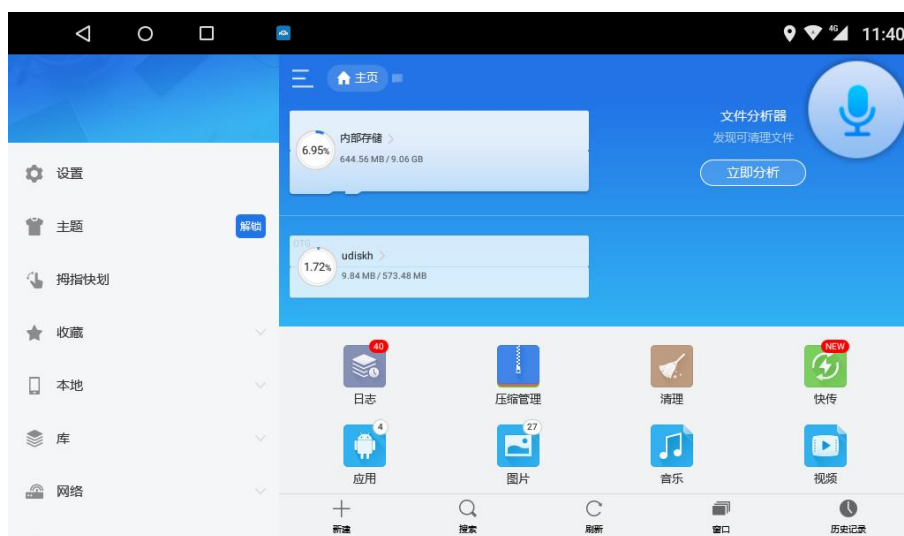 4G 11:40
主页
设置
主题
解锁
拇指快划
收藏
本地
库
网络
6.95%
内部存储
644.56 MB / 9.06 GB
文件分析器
发现可清理文件
立即分析
OTG
1.72%
udiskh
9.84 MB / 573.48 MB
40
NEW
日志
压缩管理
清理
快传
4
27
应用
图片
音乐
视频
新建
搜索
刷新
窗口
历史记录